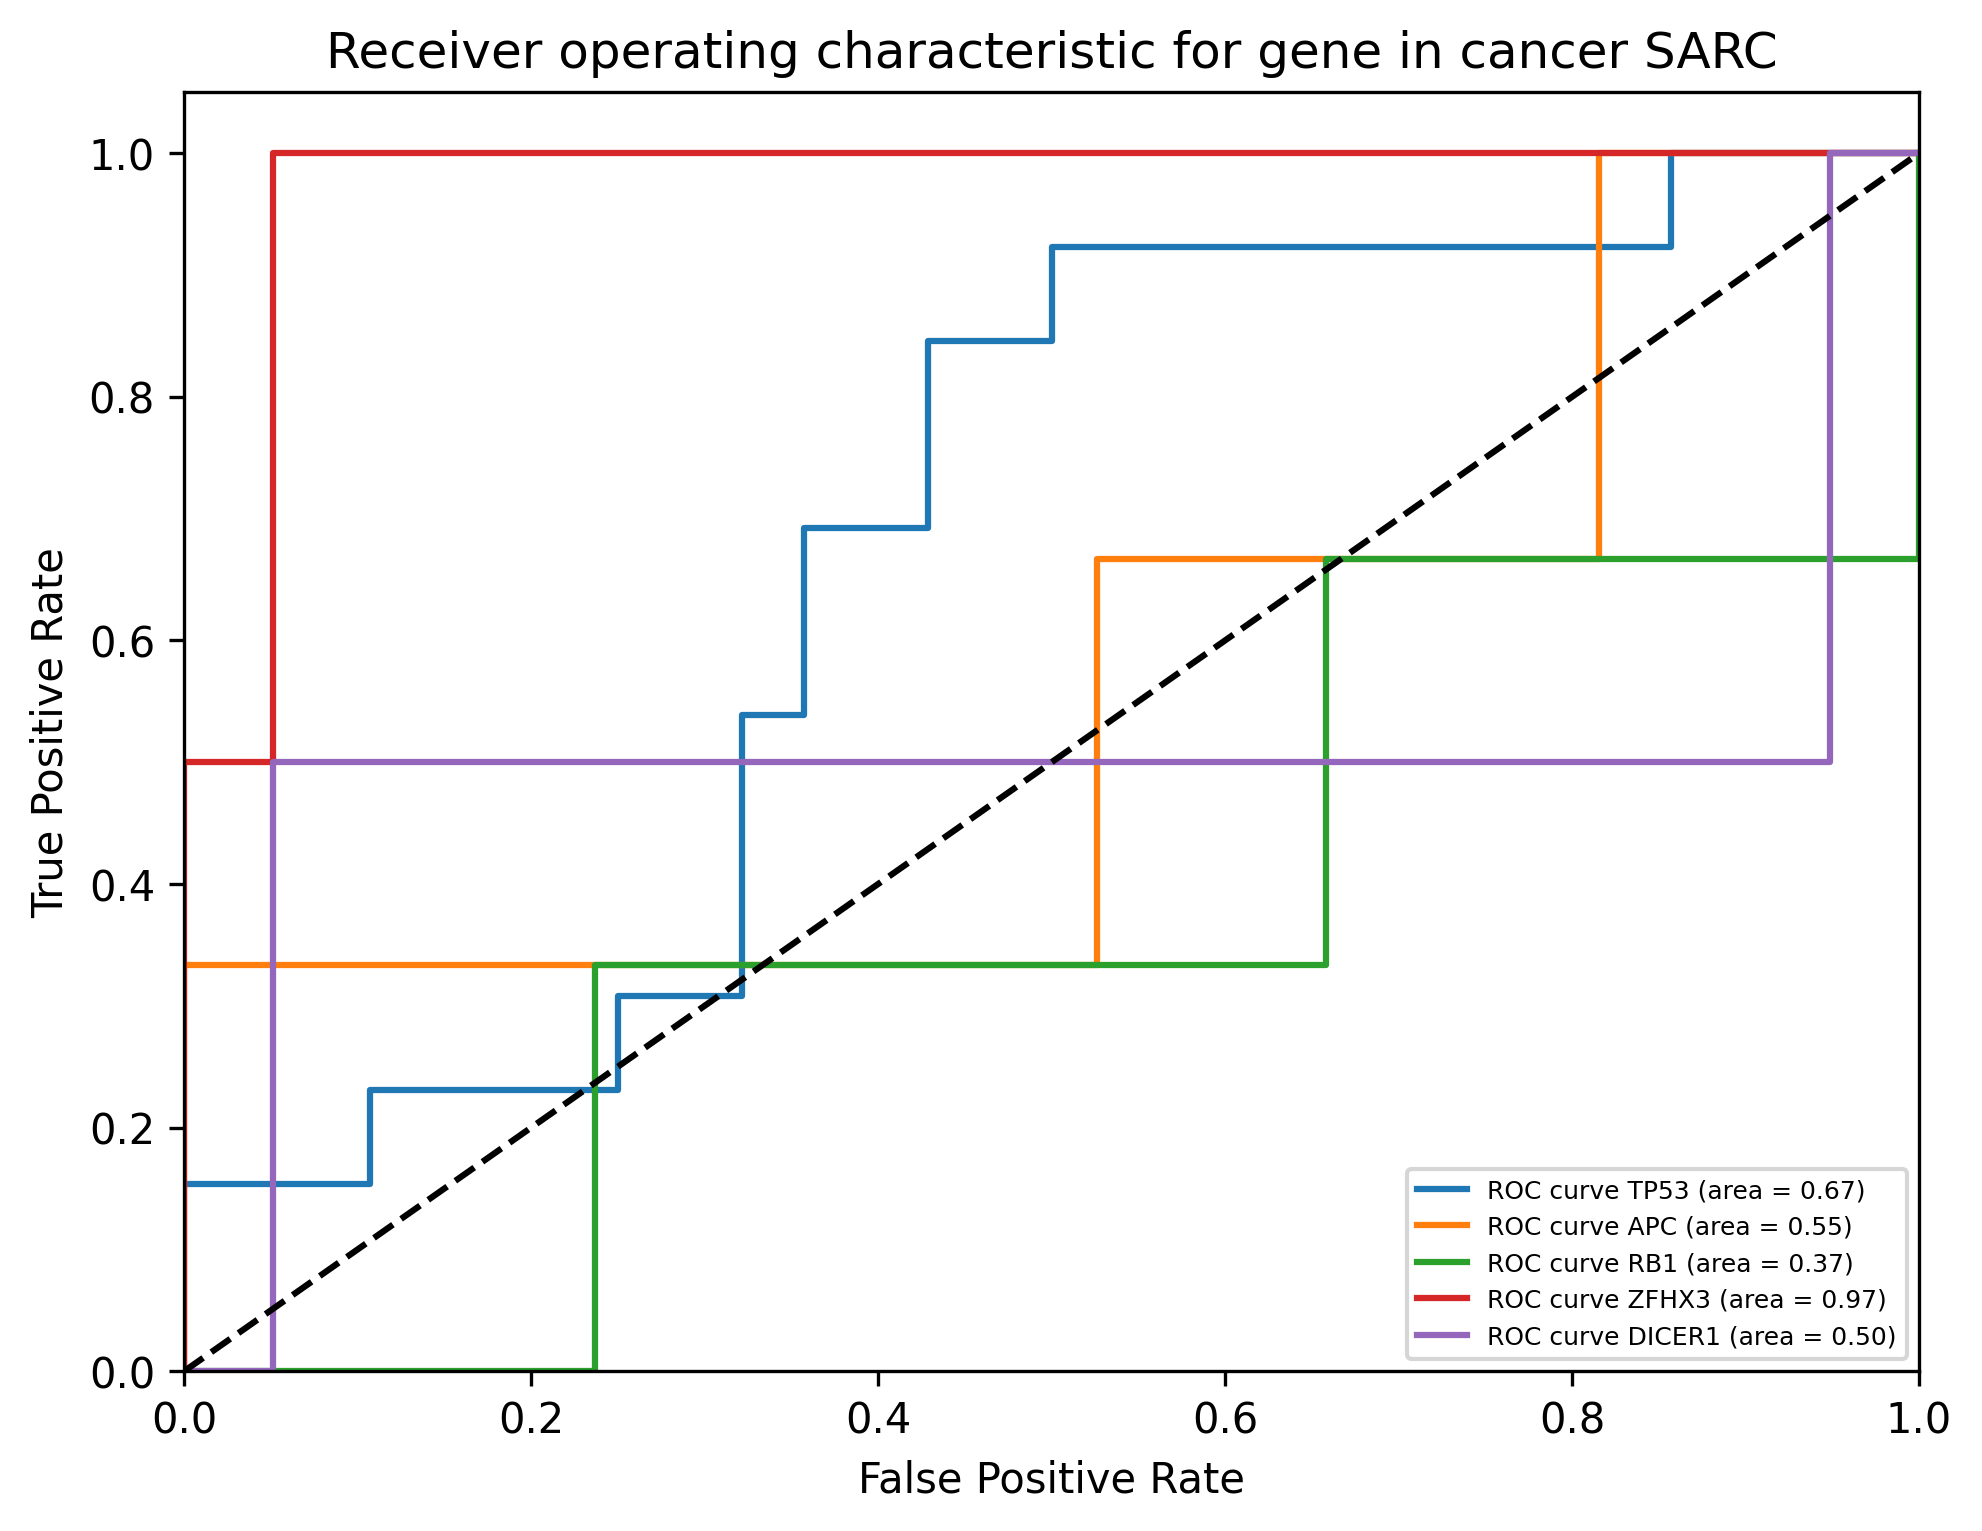 Receiver operating characteristic for gene in cancer SARC
True Positive Rate
1.0
0.8
0.6
0.4
0.2
0.0
0.0 0.2 0.4 0.6 0.8 1.0
False Positive Rate
ROC curve TP53 (area = 0.67)
ROC curve APC (area = 0.55)
ROC curve RB1 (area = 0.37)
ROC curve ZFHX3 (area = 0.97)
ROC curve DICER1 (area = 0.50)